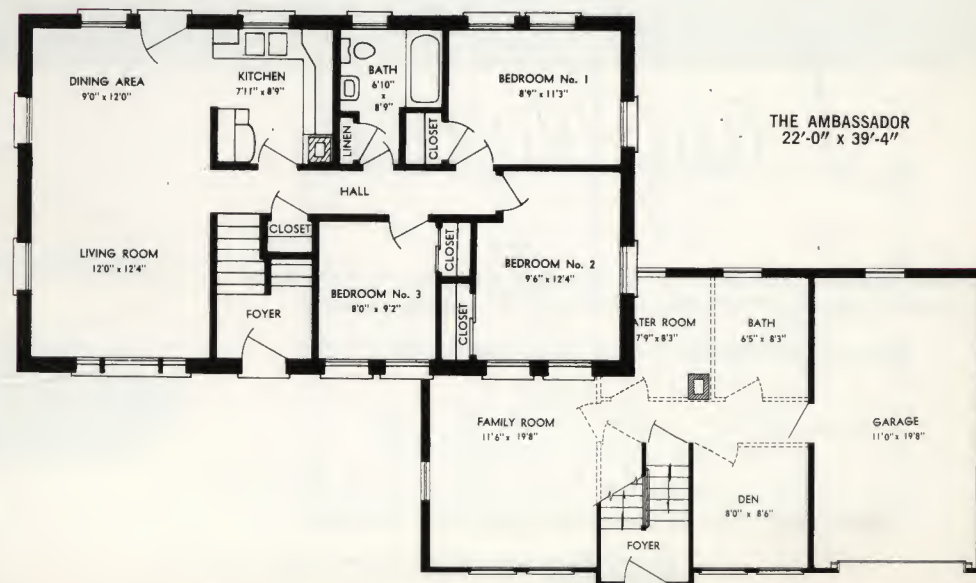 DINING AREA
9'0" x 12'0"
KITCHEN
7'11" x 8'9"
BATH
6'10"
x
8'9"
LINEN
CLOSET
BEDROOM No. 1
8'9" x 11'3"
THE AMBASSADOR
22'-0" X 39'-4"
HALL
LIVING ROOM
12'0" x 12'4"
CLOSET
FOYER
BEDROOM No. 3
8'0" x 9'2"
CLOSET
CLOSET
BEDROOM No. 2
9'6" x 12'4"
ATER ROOM
7'9" x 8'3"
BATH
6'5" x 8'3"
FAMILY ROOM
11'6" x 19'8"
GARAGE
11'0" x 19'8"
DEN
8'0" x 8'6"
FOYER